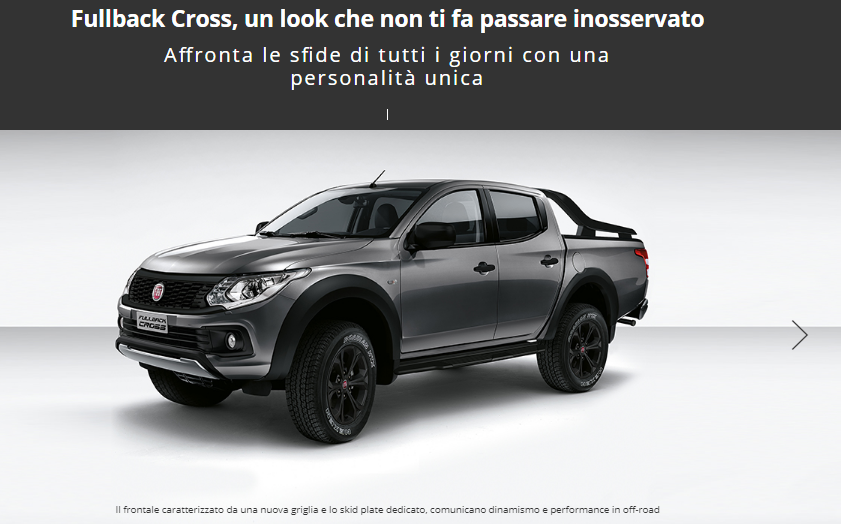 Fullback Cross, un look che non ti fa passare inosservato
Affronta le sfide di tutti i giorni con una
personalità unica
FIAT
FULLBACK
CROSS
Il frontale caratterizzato da una nuova griglia e lo skid plate dedicato, comunicano dinamismo e performance in off-road